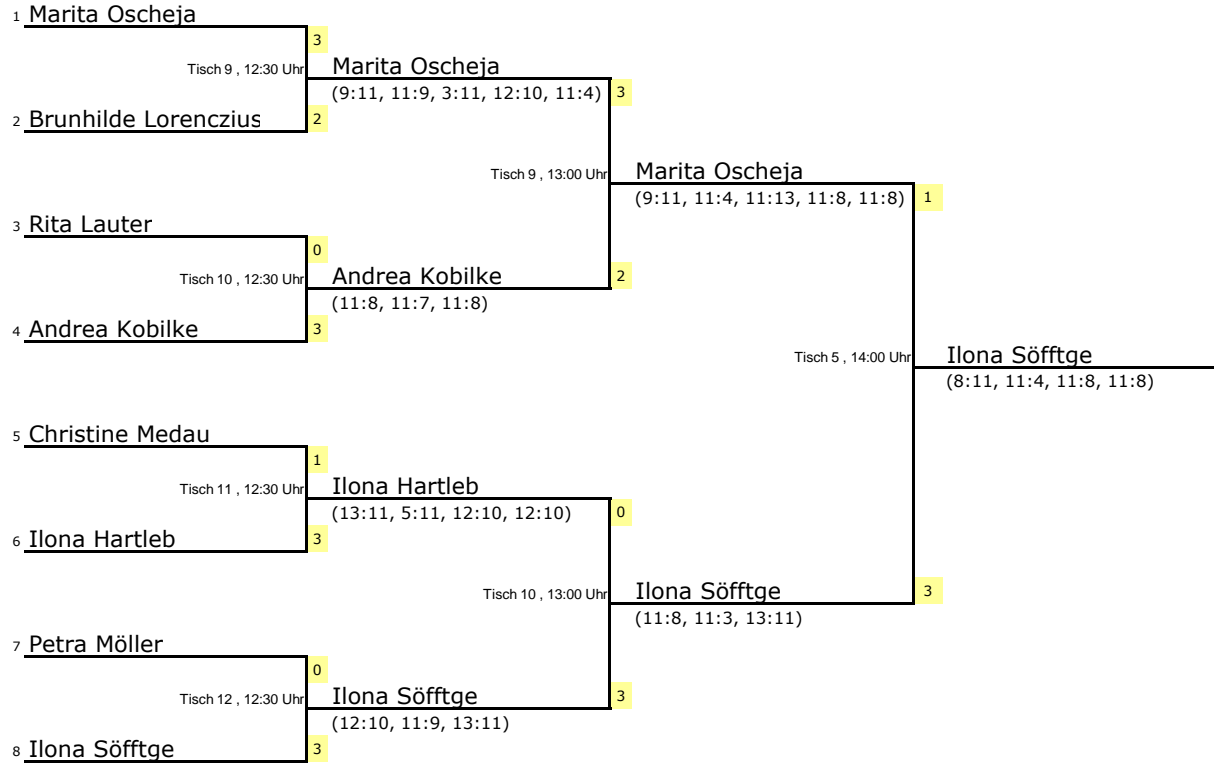 1 Marita Oscheja
3
Tisch 9 , 12:30 Uhr
Marita Oscheja
(9:11, 11:9, 3:11, 12:10, 11:4)
3
2 Brunhilde Lorenczius
2
Tisch 9 , 13:00 Uhr
Marita Oscheja
(9:11, 11:4, 11:13, 11:8, 11:8)
1
3 Rita Lauter
0
Tisch 10 , 12:30 Uhr
Andrea Kobilke
(11:8, 11:7, 11:8)
2
4 Andrea Kobilke
3
Tisch 5 , 14:00 Uhr
Ilona Söfftge
(8:11, 11:4, 11:8, 11:8)
5 Christine Medau
1
Tisch 11 , 12:30 Uhr
Ilona Hartleb
(13:11, 5:11, 12:10, 12:10)
0
6 Ilona Hartleb
3
Tisch 10 , 13:00 Uhr
Ilona Söfftge
(11:8, 11:3, 13:11)
3
7 Petra Möller
0
Tisch 12 , 12:30 Uhr
Ilona Söfftge
(12:10, 11:9, 13:11)
3
8 Ilona Söfftge
3